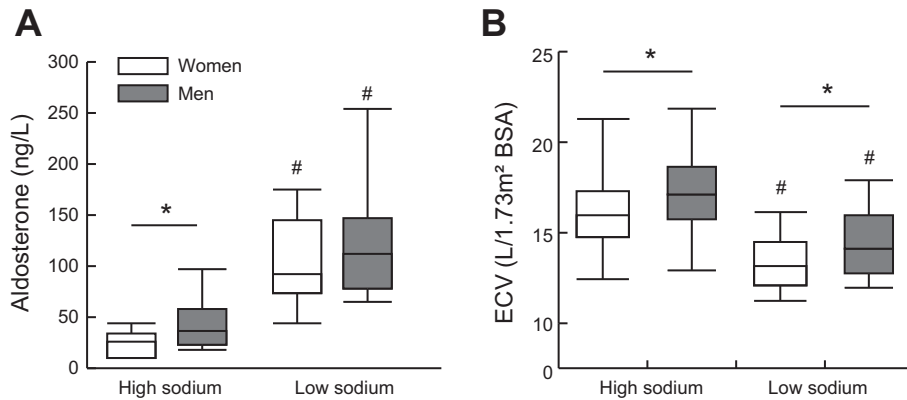 A
Aldosterone (ng/L)
300
250
200
150
100
50
0
Women
Men
*
#
#
High sodium
Low sodium
B
ECV (L/1.73m² BSA)
25
20
15
10
0
*
*
#
#
High sodium
Low sodium